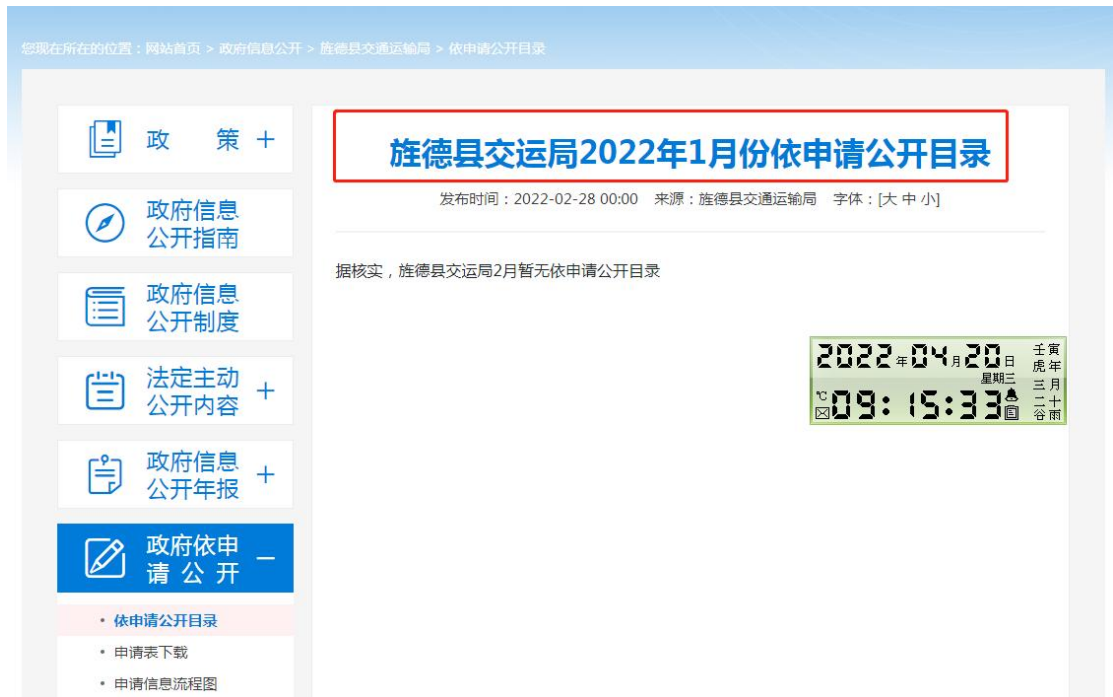 您现在所在的位置：网站首页 > 政府信息公开 > 旌德县交通运输局 > 依申请公开目录
政 策 +
政府信息
公开指南
政府信息
公开制度
法定主动
公开内容 +
政府信息
公开年报 +
政府依申
请 公 开 −
• 依申请公开目录
• 申请表下载
• 申请信息流程图
旌德县交运局2022年1月份依申请公开目录
发布时间：2022-02-28 00:00 来源：旌德县交通运输局 字体：[大 中 小]
据核实，旌德县交运局2月暂无依申请公开目录
2022年04月20日
星期三
℃ 09:15:33
壬寅
虎年
三月
二十
谷雨